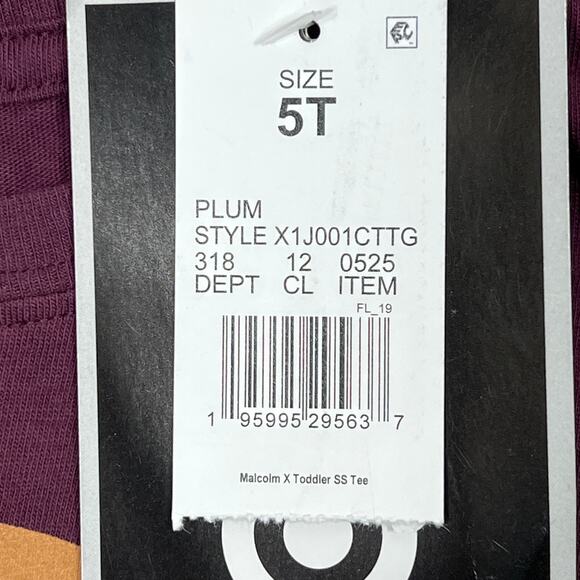 SIZE
5T
PLUM
STYLE X1J001CTTG
318 12 0525
DEPT CL ITEM
FL_19
1 95995 29563 7
Malcolm X Toddler SS Tee